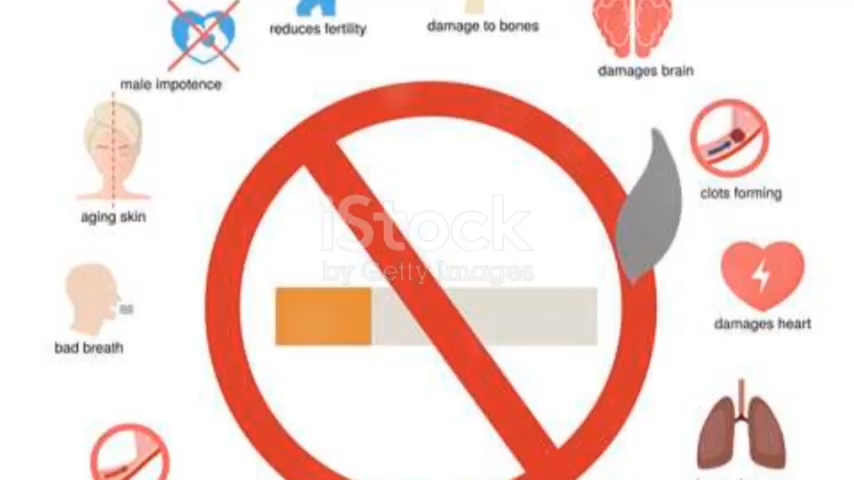 reduces fertility
damage to bones
male impotence
damages brain
aging skin
clots forming
iStock
by Getty Images
bad breath
damages heart